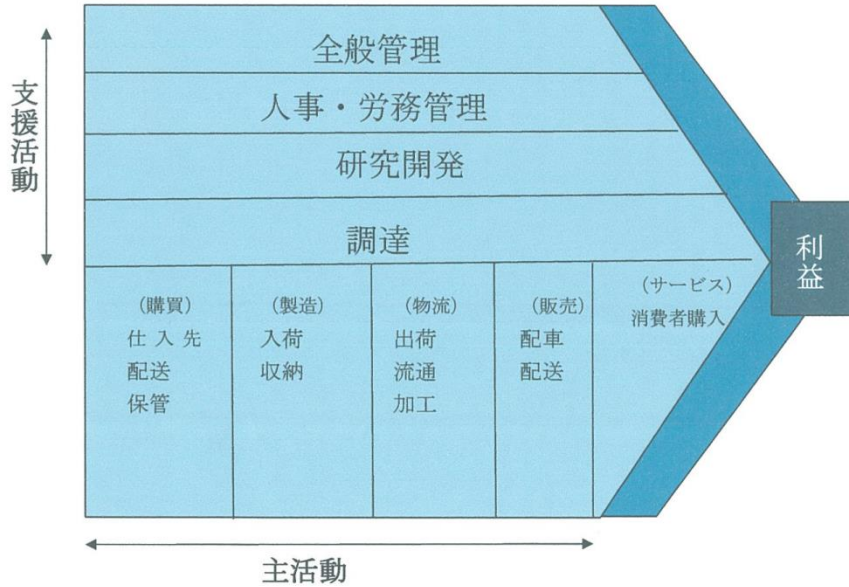 全般管理
人事・労務管理
研究開発
調達
支援活動
利益
(購買)
仕入先
配送
保管
(製造)
入荷
収納
(物流)
出荷
流通
加工
(販売)
配車
配送
(サービス)
消費者購入
主活動